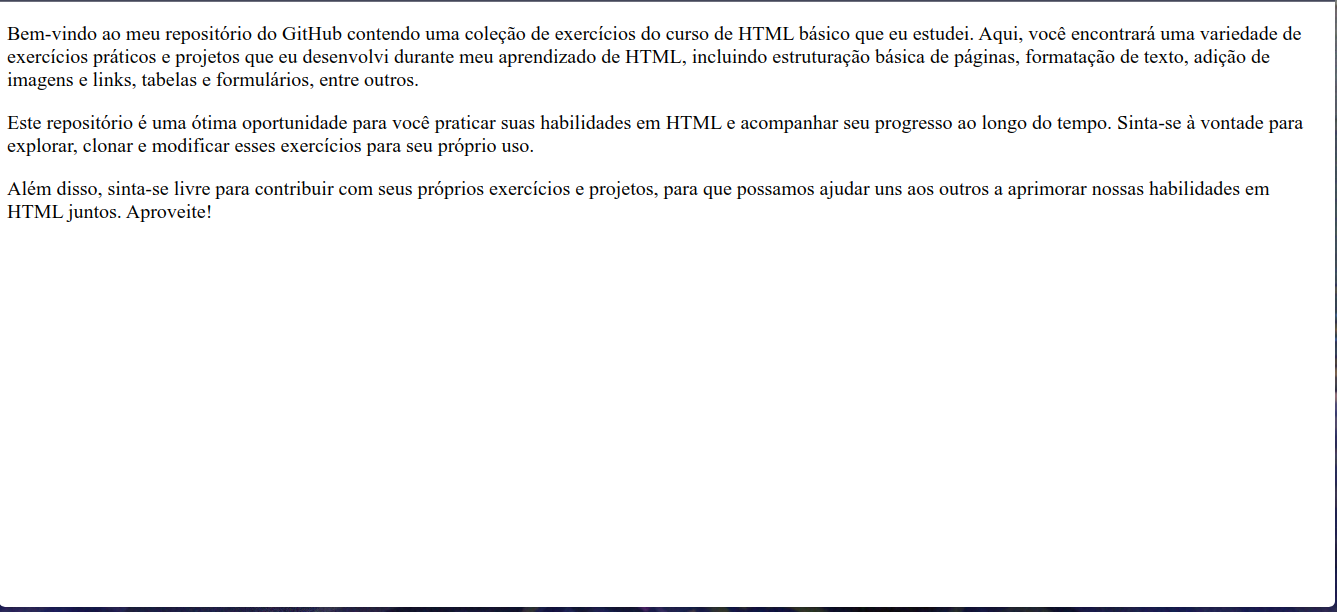 Bem-vindo ao meu repositório do GitHub contendo uma coleção de exercícios do curso de HTML básico que eu estudei. Aqui, você encontrará uma variedade de
exercícios práticos e projetos que eu desenvolvi durante meu aprendizado de HTML, incluindo estruturação básica de páginas, formatação de texto, adição de
imagens e links, tabelas e formulários, entre outros.
Este repositório é uma ótima oportunidade para você praticar suas habilidades em HTML e acompanhar seu progresso ao longo do tempo. Sinta-se à vontade para
explorar, clonar e modificar esses exercícios para seu próprio uso.
Além disso, sinta-se livre para contribuir com seus próprios exercícios e projetos, para que possamos ajudar uns aos outros a aprimorar nossas habilidades em
HTML juntos. Aproveite!